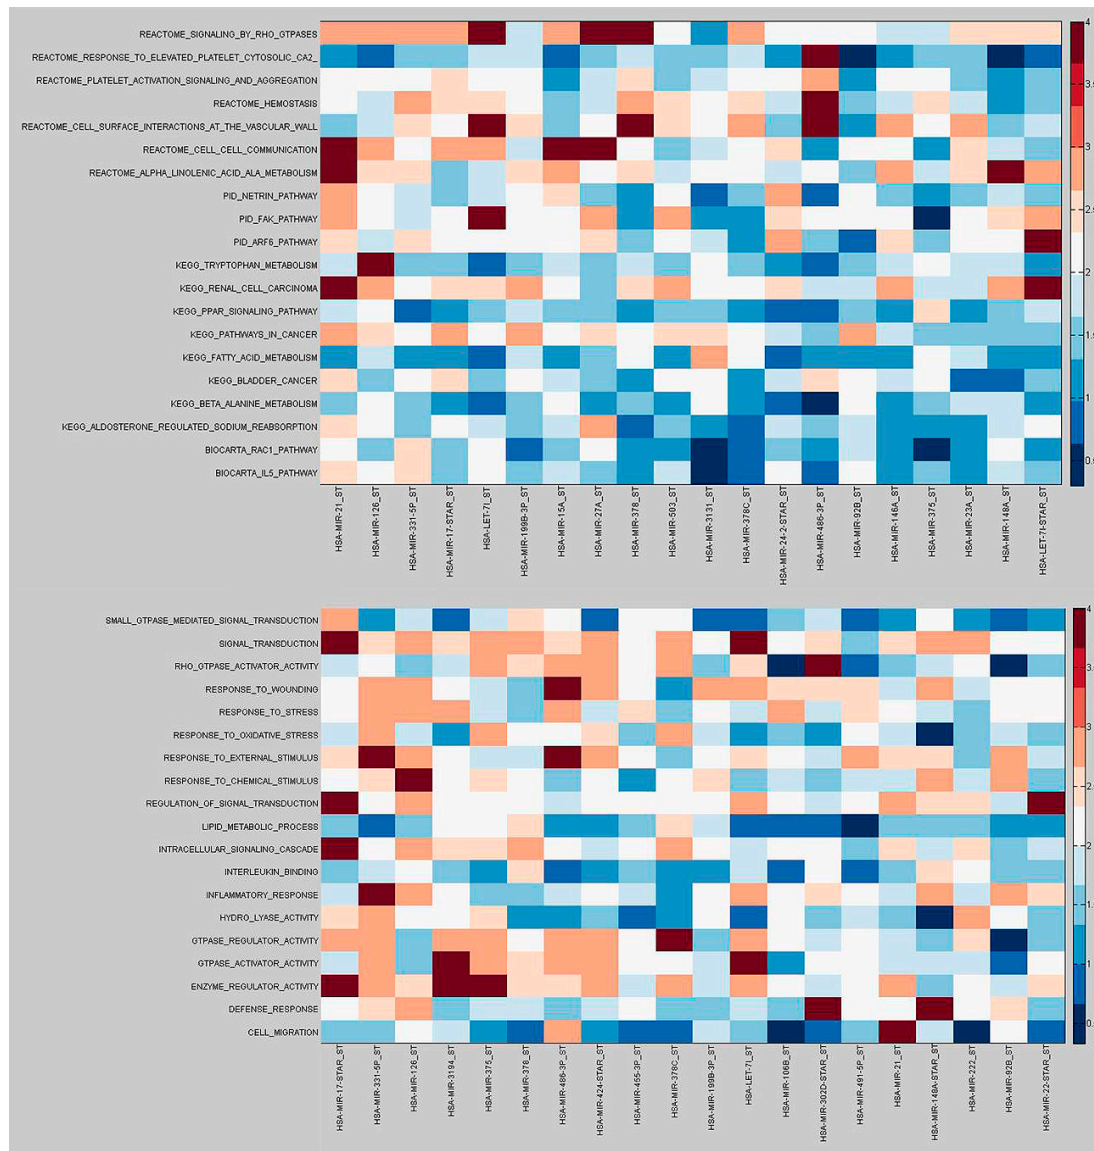 REACTOME_SIGNALING_BY_RHO_GTPASES
REACTOME_RESPONSE_TO_ELEVATED_PLATELET_CYTOSOLIC_CA2_
REACTOME_PLATELET_ACTIVATION_SIGNALING_AND_AGGREGATION
REACTOME_HEMOSTASIS
REACTOME_CELL_SURFACE_INTERACTIONS_AT_THE_VASCULAR_WALL
REACTOME_CELL_CELL_COMMUNICATION
REACTOME_ALPHA_LINOLENIC_ACID_ALA_METABOLISM
PID_NETRIN_PATHWAY
PID_FAK_PATHWAY
PID_ARF6_PATHWAY
KEGG_TRYPTOPHAN_METABOLISM
KEGG_RENAL_CELL_CARCINOMA
KEGG_PPAR_SIGNALING_PATHWAY
KEGG_PATHWAYS_IN_CANCER
KEGG_FATTY_ACID_METABOLISM
KEGG_BLADDER_CANCER
KEGG_BETA_ALANINE_METABOLISM
KEGG_ALDOSTERONE_REGULATED_SODIUM_REABSORPTION
BIOCARTA_RAC1_PATHWAY
BIOCARTA_IL5_PATHWAY
4
3
2
1
HSA-MIR-21_ST
HSA-MIR-126_ST
HSA-MIR-331-5P_ST
HSA-MIR-17-STAR_ST
HSA-LET-7I_ST
HSA-MIR-199B-3P_ST
HSA-MIR-15A_ST
HSA-MIR-27A_ST
HSA-MIR-378_ST
HSA-MIR-503_ST
HSA-MIR-3131_ST
HSA-MIR-378C_ST
HSA-MIR-24-2-STAR_ST
HSA-MIR-486-3P_ST
HSA-MIR-92B_ST
HSA-MIR-146A_ST
HSA-MIR-375_ST
HSA-MIR-23A_ST
HSA-MIR-148A_ST
HSA-LET-7I-STAR_ST
SMALL_GTPASE_MEDIATED_SIGNAL_TRANSDUCTION
SIGNAL_TRANSDUCTION
RHO_GTPASE_ACTIVATOR_ACTIVITY
RESPONSE_TO_WOUNDING
RESPONSE_TO_STRESS
RESPONSE_TO_OXIDATIVE_STRESS
RESPONSE_TO_EXTERNAL_STIMULUS
RESPONSE_TO_CHEMICAL_STIMULUS
REGULATION_OF_SIGNAL_TRANSDUCTION
LIPID_METABOLIC_PROCESS
INTRACELLULAR_SIGNALING_CASCADE
INTERLEUKIN_BINDING
INFLAMMATORY_RESPONSE
HYDRO_LYASE_ACTIVITY
GTPASE_REGULATOR_ACTIVITY
GTPASE_ACTIVATOR_ACTIVITY
ENZYME_REGULATOR_ACTIVITY
DEFENSE_RESPONSE
CELL_MIGRATION
4
3
2
1
HSA-MIR-17-STAR_ST
HSA-MIR-331-5P_ST
HSA-MIR-126_ST
HSA-MIR-3194_ST
HSA-MIR-375_ST
HSA-MIR-378_ST
HSA-MIR-486-3P_ST
HSA-MIR-424-STAR_ST
HSA-MIR-455-3P_ST
HSA-MIR-378C_ST
HSA-MIR-199B-3P_ST
HSA-LET-7I_ST
HSA-MIR-106B_ST
HSA-MIR-302D-STAR_ST
HSA-MIR-491-5P_ST
HSA-MIR-21_ST
HSA-MIR-148A-STAR_ST
HSA-MIR-222_ST
HSA-MIR-92B_ST
HSA-MIR-22-STAR_ST